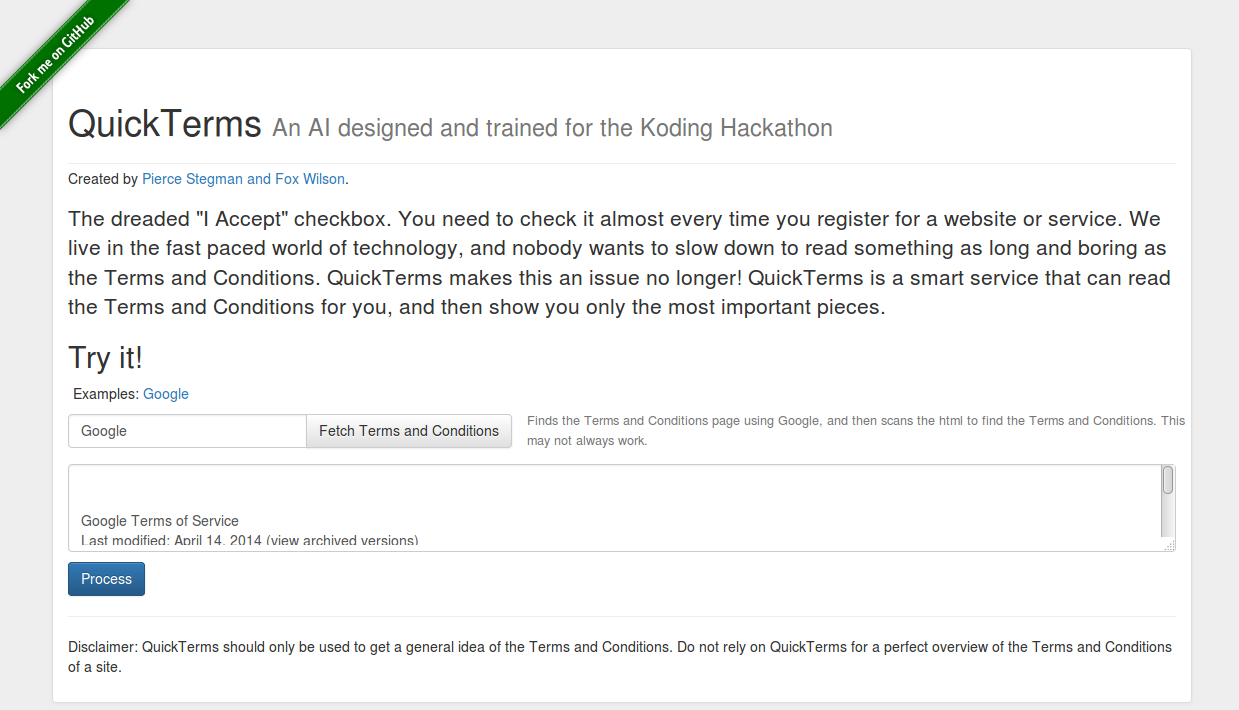 Fork me on GitHub
QuickTerms An AI designed and trained for the Koding Hackathon
Created by Pierce Stegman and Fox Wilson.
The dreaded "I Accept" checkbox. You need to check it almost every time you register for a website or service. We
live in the fast paced world of technology, and nobody wants to slow down to read something as long and boring as
the Terms and Conditions. QuickTerms makes this an issue no longer! QuickTerms is a smart service that can read
the Terms and Conditions for you, and then show you only the most important pieces.
Try it!
Examples: Google
Google Fetch Terms and Conditions
Finds the Terms and Conditions page using Google, and then scans the html to find the Terms and Conditions. This
may not always work.
Google Terms of Service
Last modified: April 14, 2014 (view archived versions)
Process
Disclaimer: QuickTerms should only be used to get a general idea of the Terms and Conditions. Do not rely on QuickTerms for a perfect overview of the Terms and Conditions
of a site.